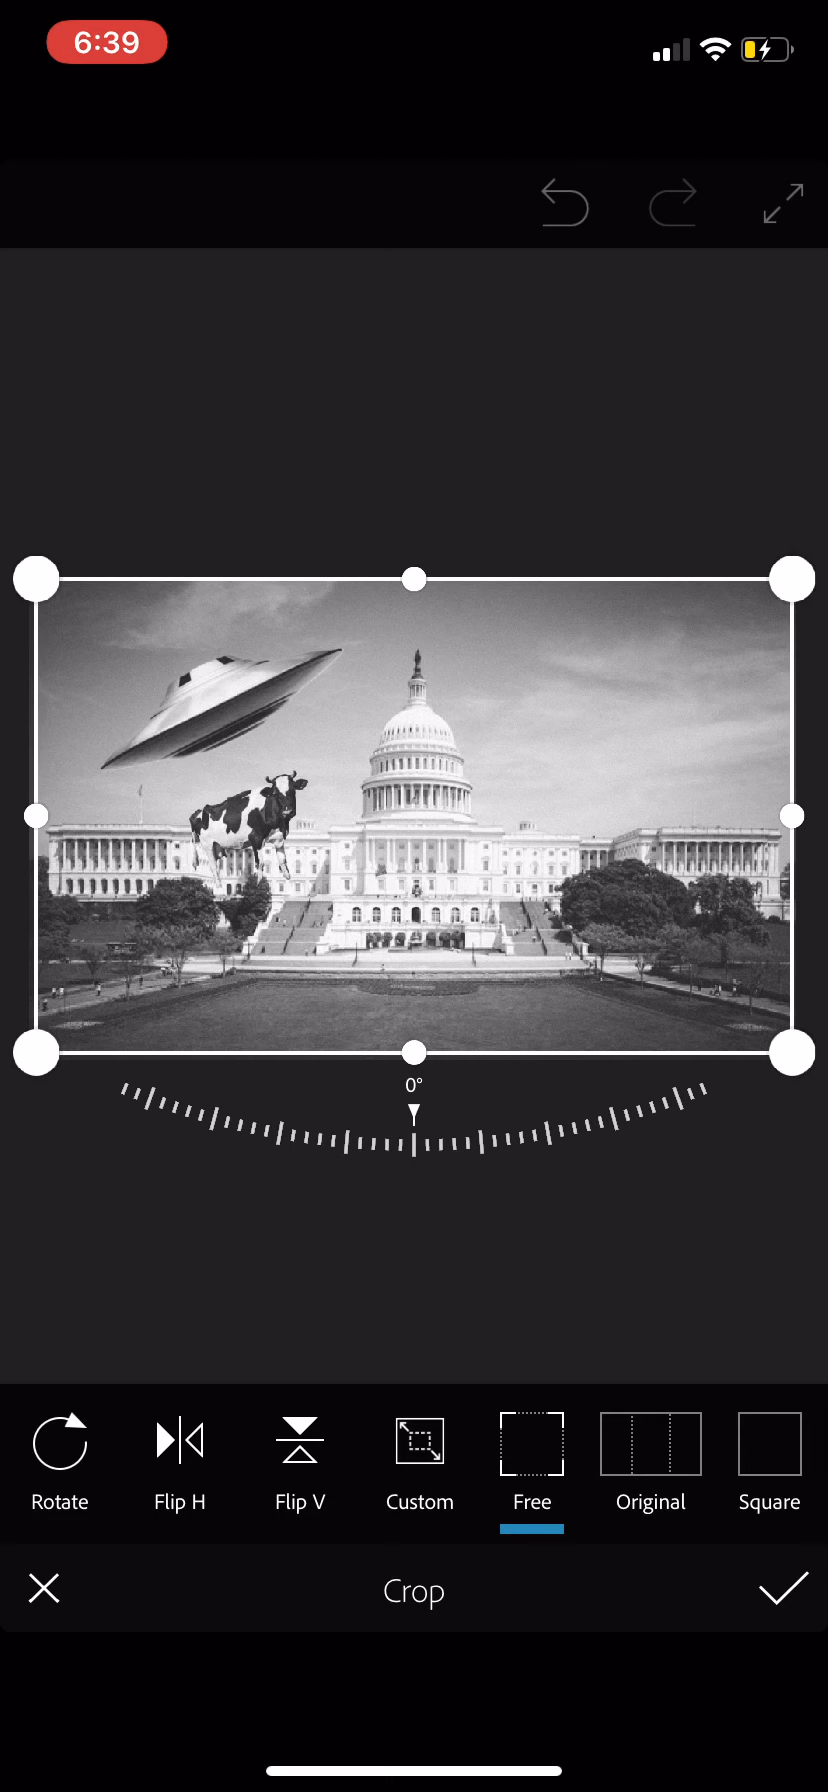 6:39
0°
Rotate
Flip H
Flip V
Custom
Free
Original
Square
Crop